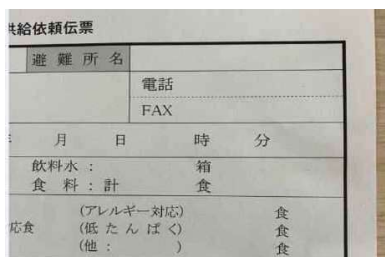 供給依頼伝票
避難所名
電話
FAX
年 月 日 時 分
飲料水： 箱
食料：計 食
(アレルギー対応) 食
対応食 (低たんぱく) 食
(他： ) 食